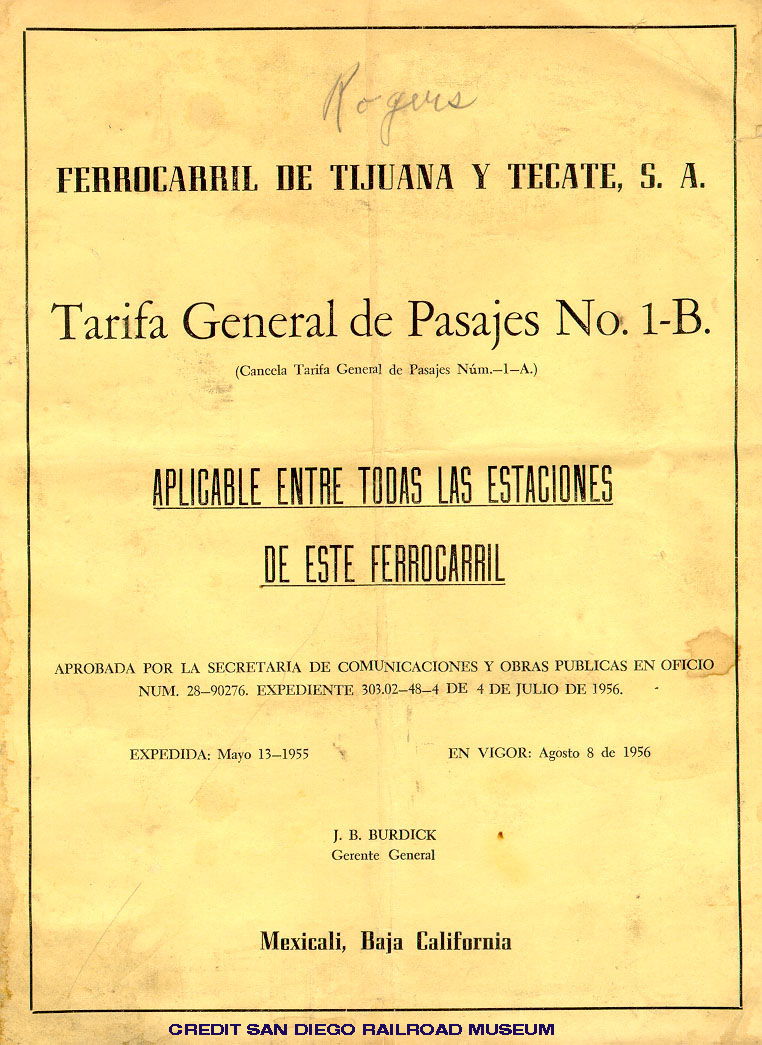 Rogers
FERROCARRIL DE TIJUANA Y TECATE, S. A.
Tarifa General de Pasajes No. 1-B.
(Cancela Tarifa General de Pasajes Núm.—1—A.)
APLICABLE ENTRE TODAS LAS ESTACIONES
DE ESTE FERROCARRIL
APROBADA POR LA SECRETARIA DE COMUNICACIONES Y OBRAS PUBLICAS EN OFICIO
NUM. 28—90276. EXPEDIENTE 303.02—48—4 DE 4 DE JULIO DE 1956.
EXPEDIDA: Mayo 13—1955 EN VIGOR: Agosto 8 de 1956
J. B. BURDICK
Gerente General
Mexicali, Baja California
CREDIT SAN DIEGO RAILROAD MUSEUM